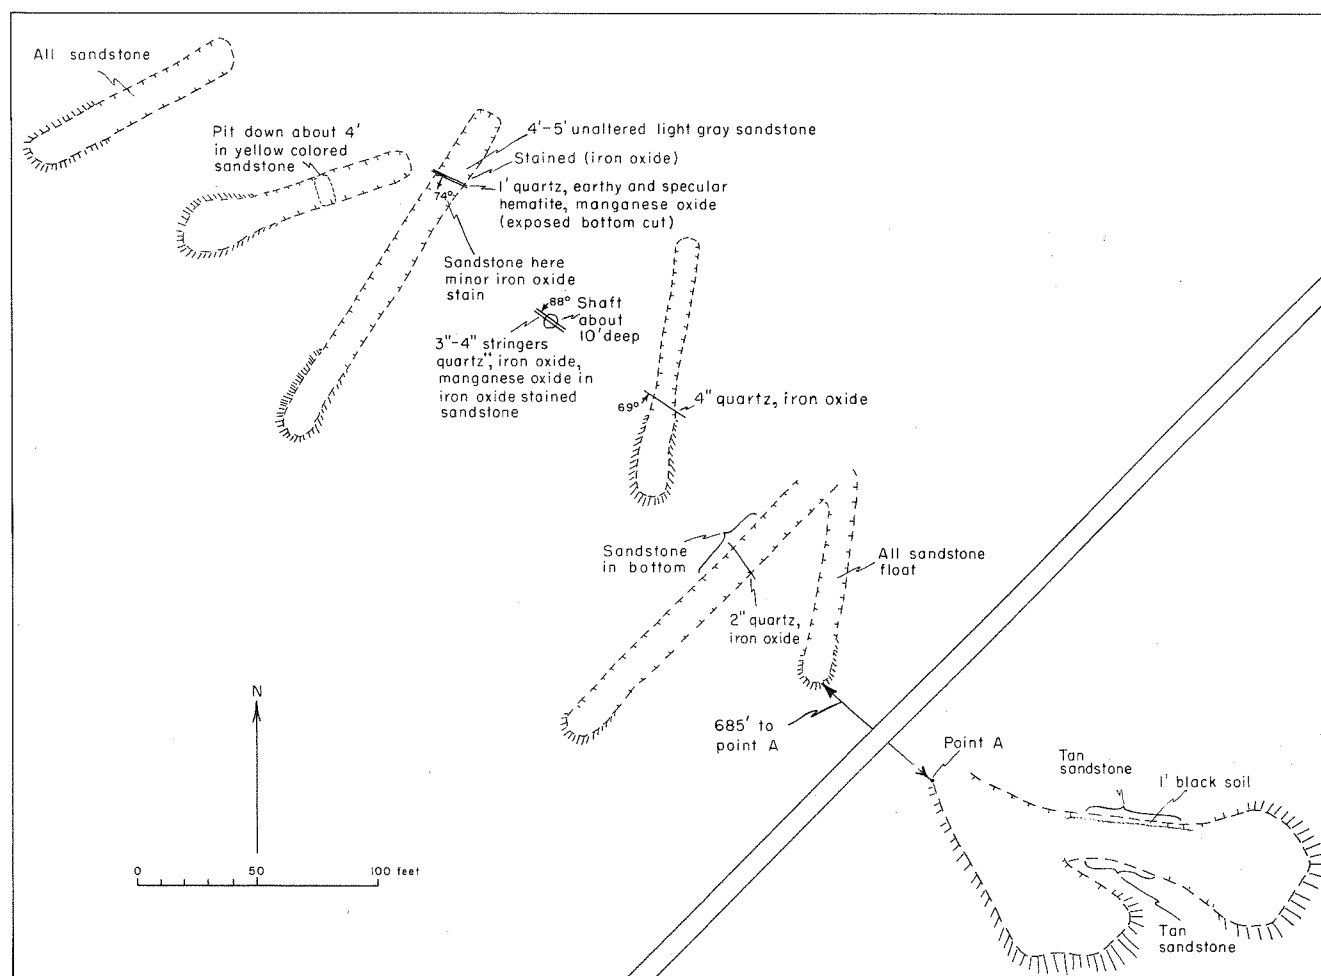 All sandstone
Pit down about 4'
in yellow colored
sandstone
4'-5' unaltered light gray sandstone
Stained (iron oxide)
1' quartz, earthy and specular
hematite, manganese oxide
(exposed bottom cut)
74°
Sandstone here
minor iron oxide
stain
88° Shaft
about
10' deep
3"-4" stringers
quartz", iron oxide,
manganese oxide in
iron oxide stained
sandstone
69°
4" quartz, iron oxide
Sandstone
in bottom
All sandstone
float
2" quartz,
iron oxide
N
685' to
point A
Point A
Tan
sandstone
1' black soil
0 50 100 feet
Tan
sandstone